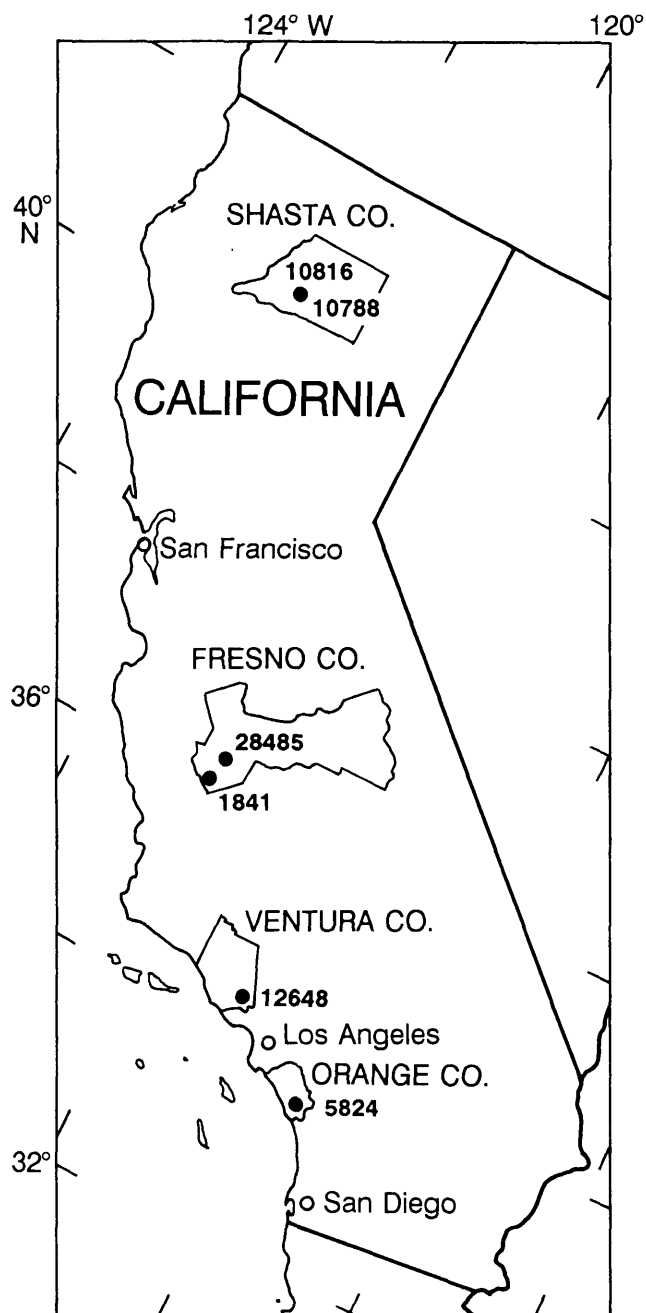 124° W
120°
40°
N
SHASTA CO.
10816
10788
CALIFORNIA
San Francisco
FRESNO CO.
36°
28485
1841
VENTURA CO.
12648
Los Angeles
ORANGE CO.
5824
32°
San Diego